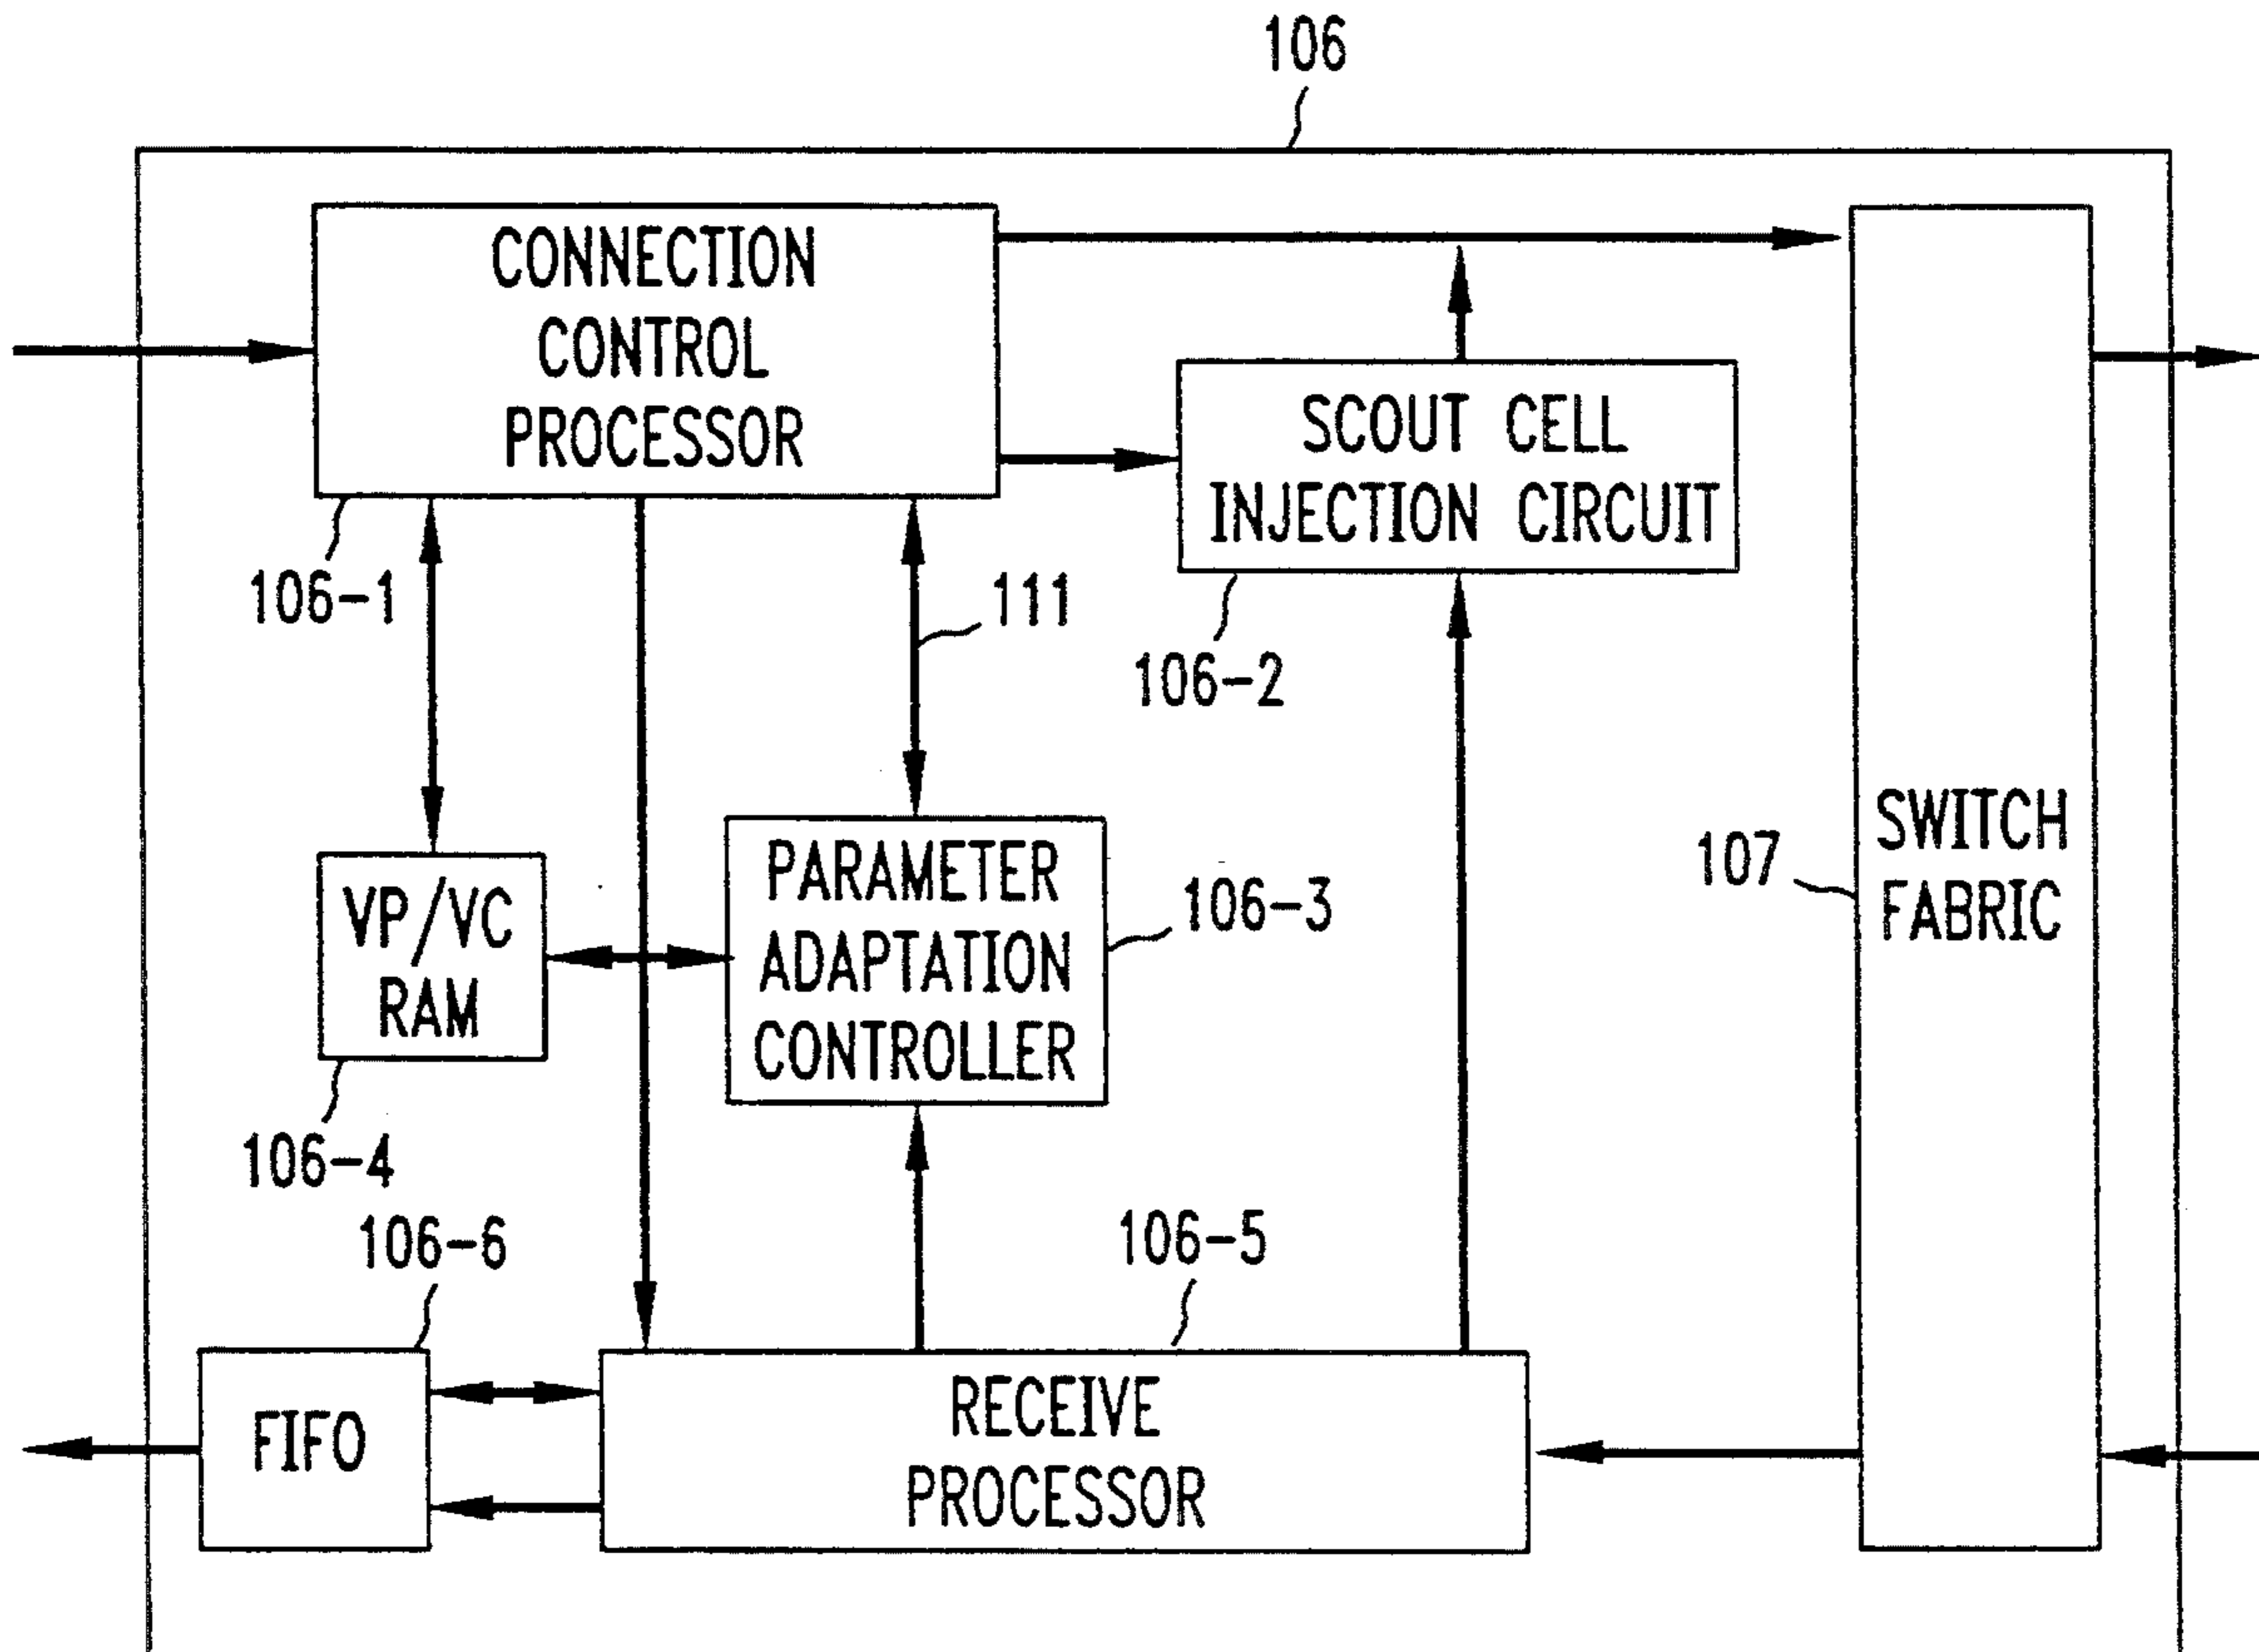 106
CONNECTION
CONTROL
PROCESSOR
SCOUT CELL
INJECTION CIRCUIT
106-1
111
106-2
SWITCH
FABRIC
107
PARAMETER
ADAPTATION
CONTROLLER
106-3
VP/VC
RAM
106-4
106-6
106-5
FIFO
RECEIVE
PROCESSOR